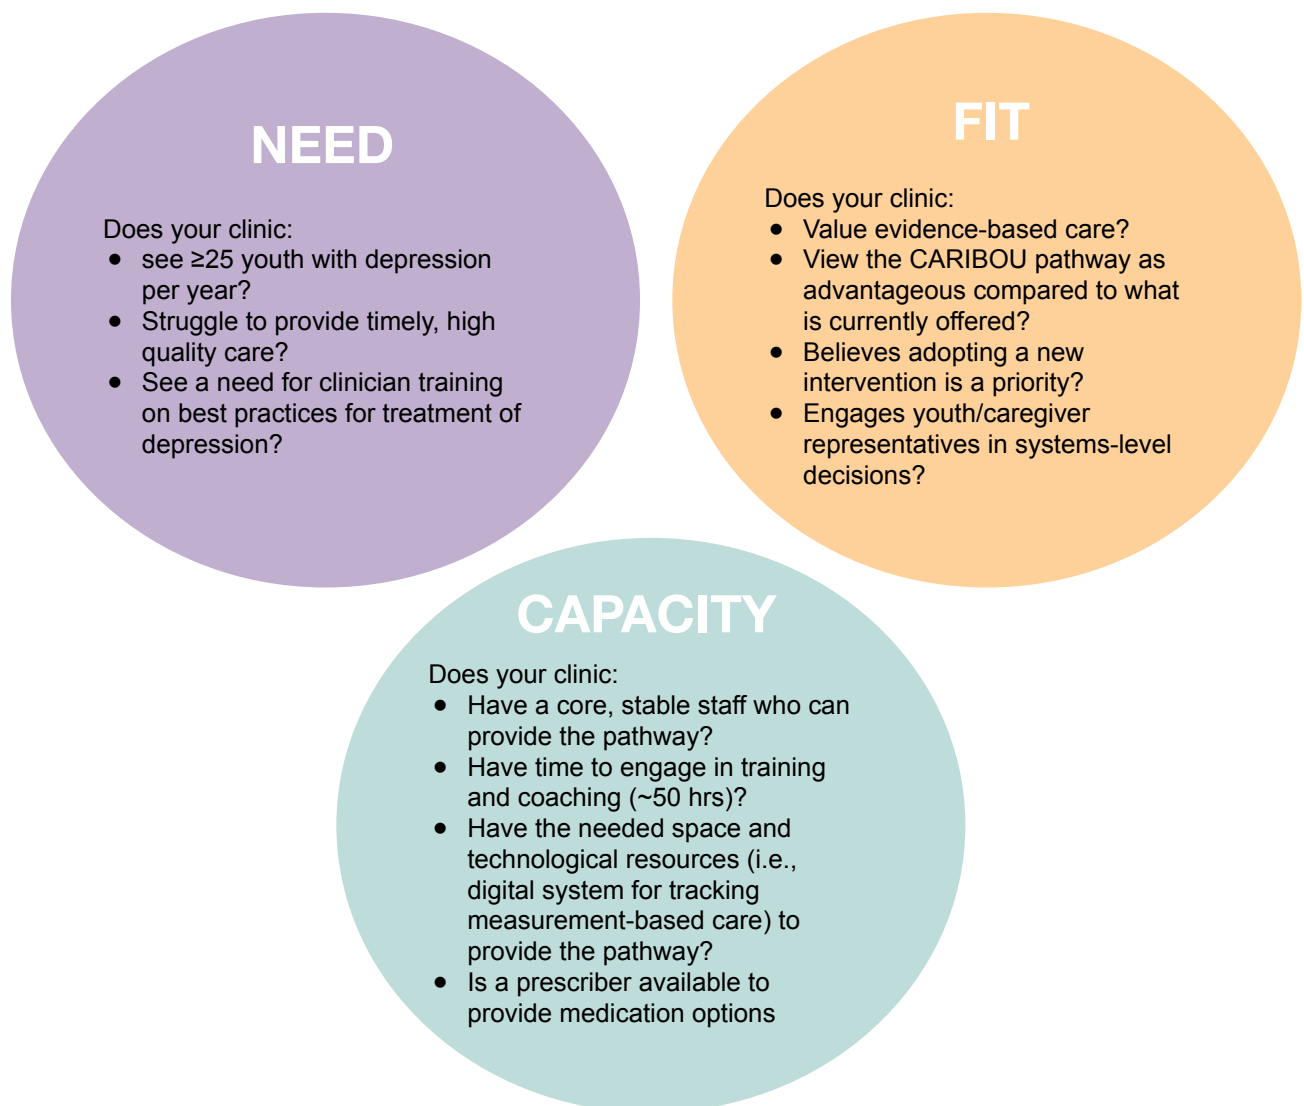 NEED
Does your clinic:
● see ≥25 youth with depression
per year?
● Struggle to provide timely, high
quality care?
● See a need for clinician training
on best practices for treatment of
depression?
FIT
Does your clinic:
● Value evidence-based care?
● View the CARIBOU pathway as
advantageous compared to what
is currently offered?
● Believes adopting a new
intervention is a priority?
● Engages youth/caregiver
representatives in systems-level
decisions?
CAPACITY
Does your clinic:
● Have a core, stable staff who can
provide the pathway?
● Have time to engage in training
and coaching (~50 hrs)?
● Have the needed space and
technological resources (i.e.,
digital system for tracking
measurement-based care) to
provide the pathway?
● Is a prescriber available to
provide medication options